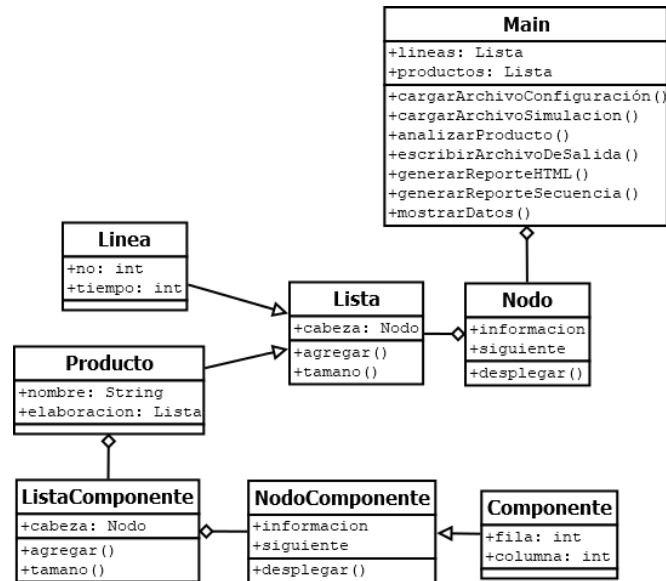 Main
+lineas: Lista
+productos: Lista
+cargarArchivoConfiguración()
+cargarArchivoSimulacion()
+analizarProducto()
+escribirArchivoDeSalida()
+generarReporteHTML()
+generarReporteSecuencia()
+mostrarDatos()
Linea
+no: int
+tiempo: int
Lista
+cabeza: Nodo
+agregar()
+tamano()
Nodo
+informacion
+siguiente
+desplegar()
Producto
+nombre: String
+elaboracion: Lista
ListaComponente
+cabeza: Nodo
+agregar()
+tamano()
NodoComponente
+informacion
+siguiente
+desplegar()
Componente
+fila: int
+columna: int